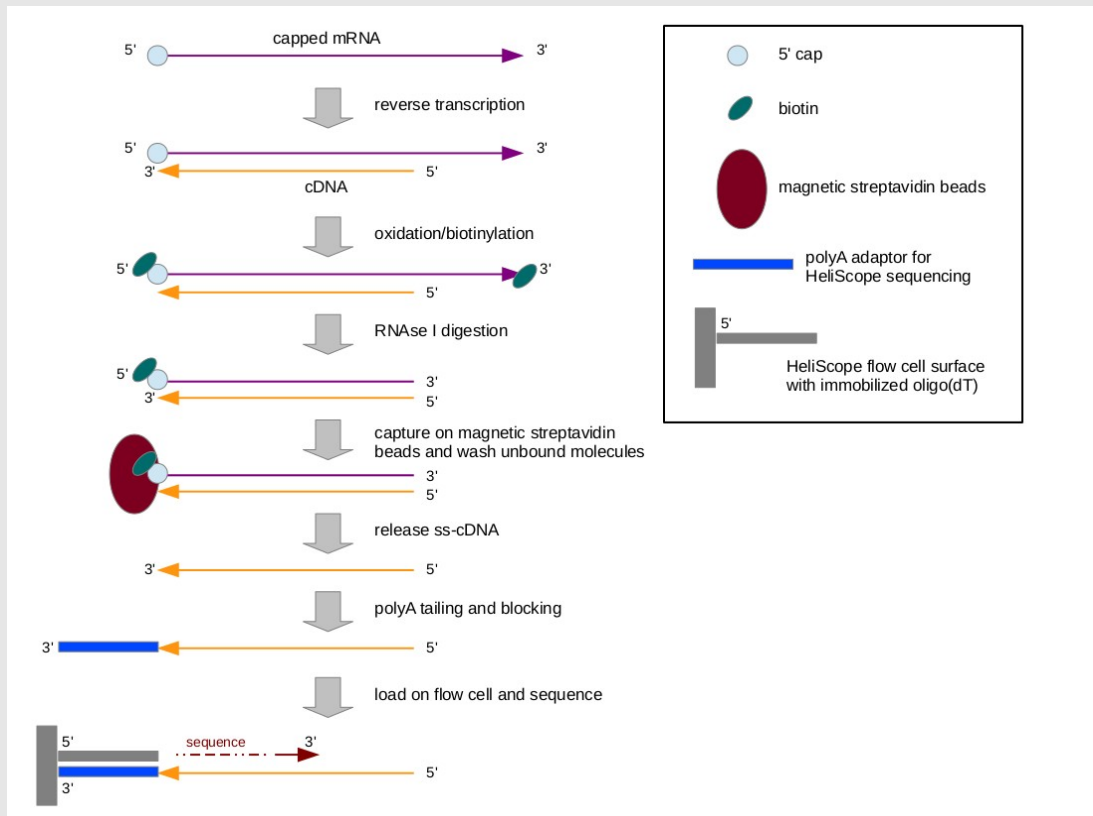 capped mRNA
5' 3'
reverse transcription
5' 3'
3' 5'
cDNA
oxidation/biotinylation
5' 3'
5'
RNAse I digestion
5' 3'
3' 5'
capture on magnetic streptavidin
beads and wash unbound molecules
3'
5'
release ss-cDNA
3' 5'
polyA tailing and blocking
3' 5'
load on flow cell and sequence
5' sequence 3'
5'
3'
5' cap
biotin
magnetic streptavidin beads
polyA adaptor for
HeliScope sequencing
5'
HeliScope flow cell surface
with immobilized oligo(dT)